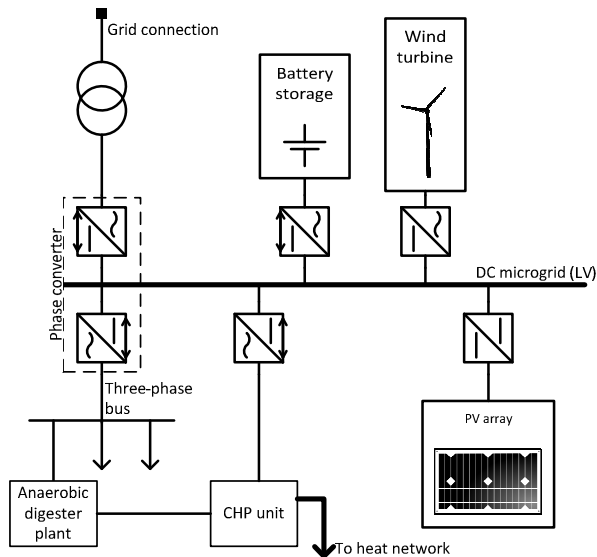 Grid connection
Battery
storage
Wind
turbine
Phase converter
DC microgrid (LV)
Three-phase
bus
PV array
Anaerobic
digester
plant
CHP unit
To heat network